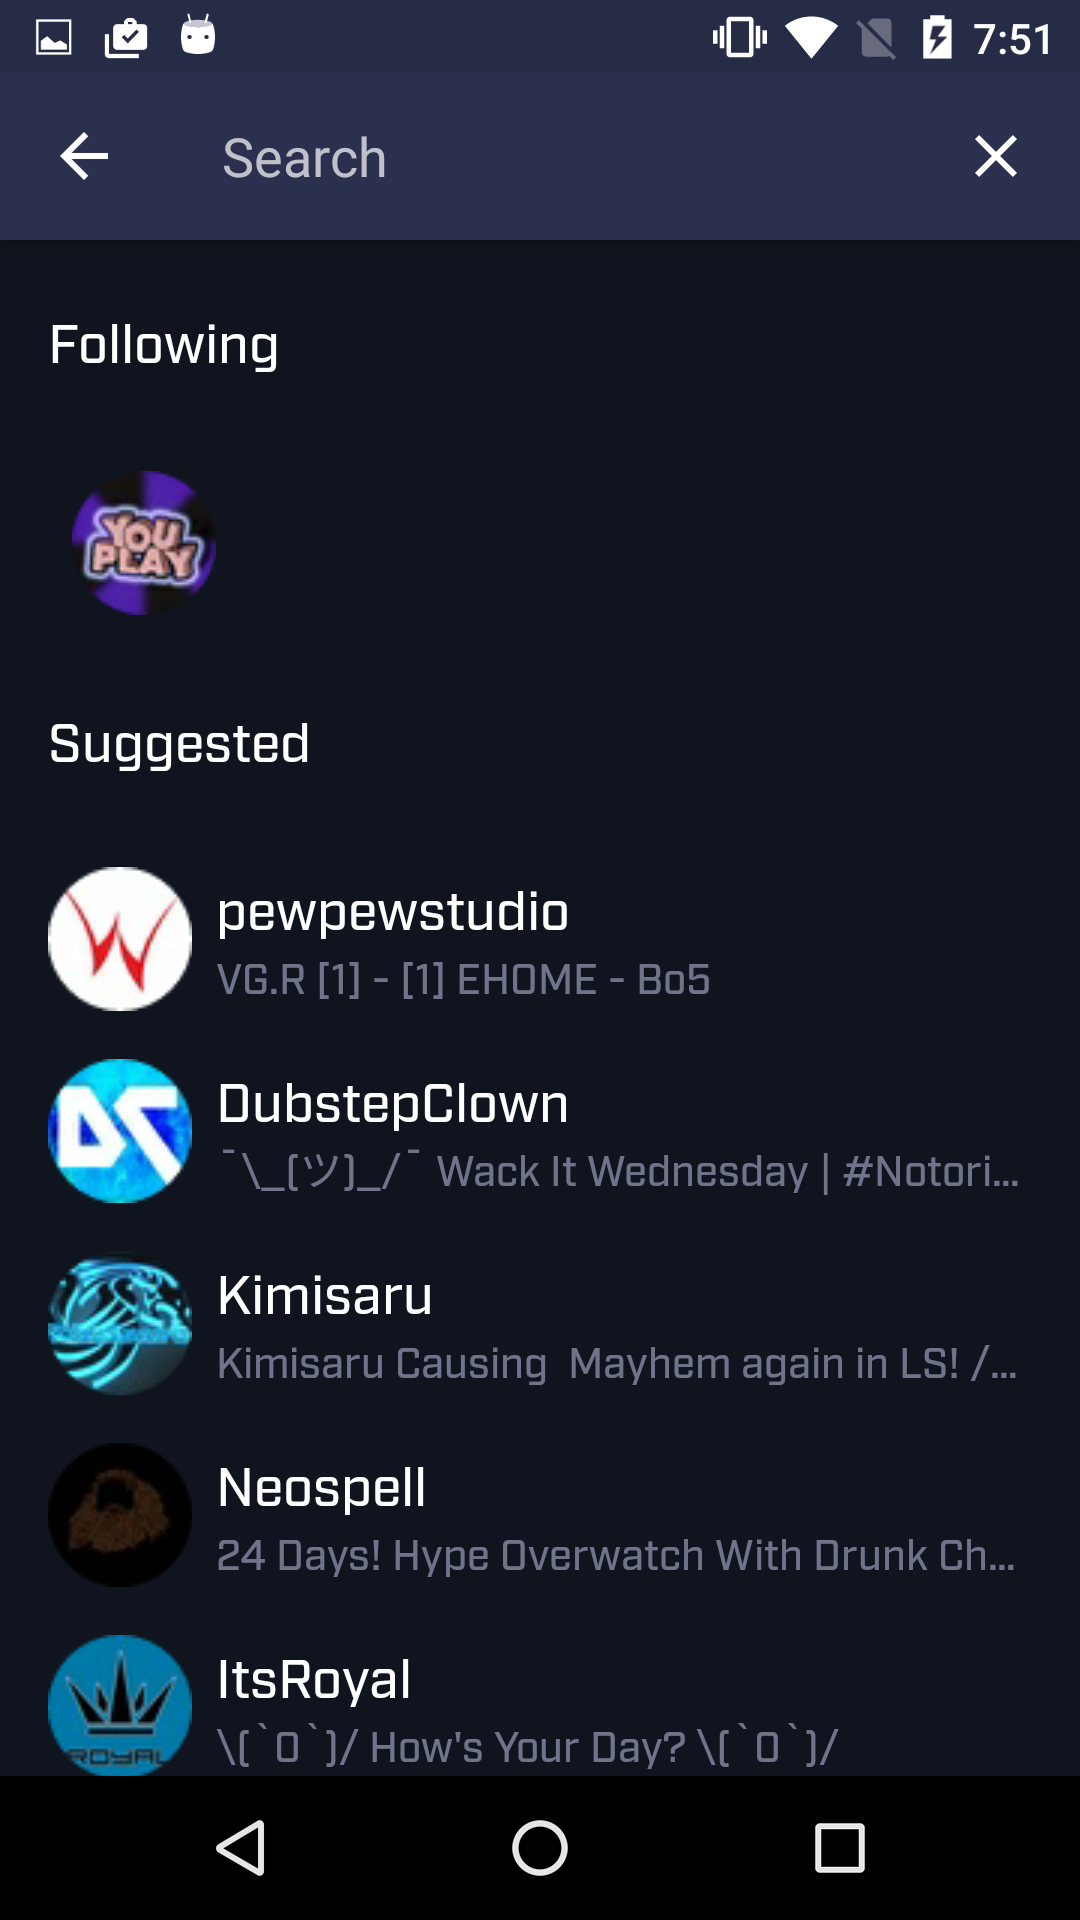 7:51
Search
Following
YOU
PLAY
Suggested
pewpewstudio
VG.R [1] - [1] EHOME - Bo5
DubstepClown
¯\_(ツ)_/¯ Wack It Wednesday | #Notori...
Kimisaru
Kimisaru Causing  Mayhem again in LS! /...
Neospell
24 Days! Hype Overwatch With Drunk Ch...
ItsRoyal
\(`O`)/ How's Your Day? \(`O`)/
ROYAL